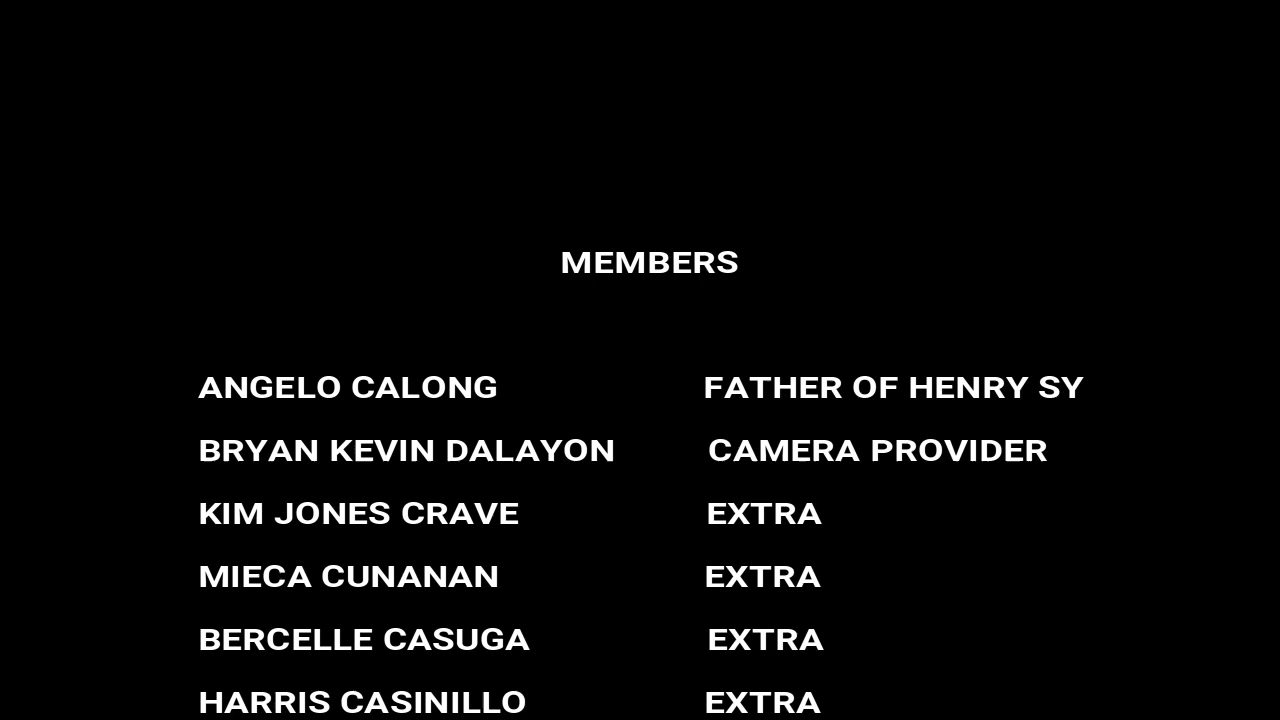 MEMBERS
ANGELO CALONG FATHER OF HENRY SY
BRYAN KEVIN DALAYON CAMERA PROVIDER
KIM JONES CRAVE EXTRA
MIECA CUNANAN EXTRA
BERCELLE CASUGA EXTRA
HARRIS CASINILLO EXTRA